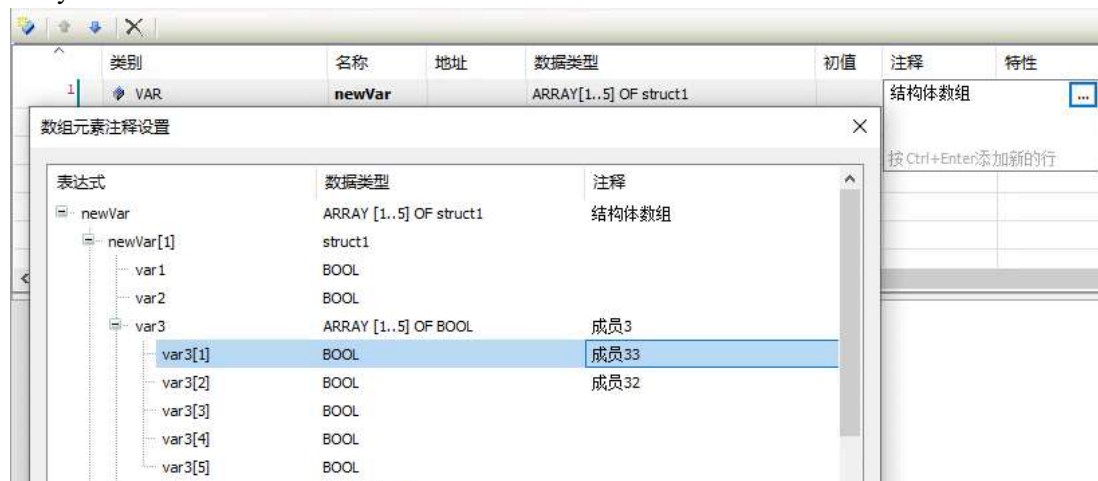 类别 名称 地址 数据类型 初值 注释 特性
1 VAR newVar ARRAY[1..5] OF struct1 结构体数组 ...
数组元素注释设置
按Ctrl+Enter添加新的行
表达式 数据类型 注释
newVar ARRAY [1..5] OF struct1 结构体数组
newVar[1] struct1
var1 BOOL
var2 BOOL
var3 ARRAY [1..5] OF BOOL 成员3
var3[1] BOOL 成员33
var3[2] BOOL 成员32
var3[3] BOOL
var3[4] BOOL
var3[5] BOOL